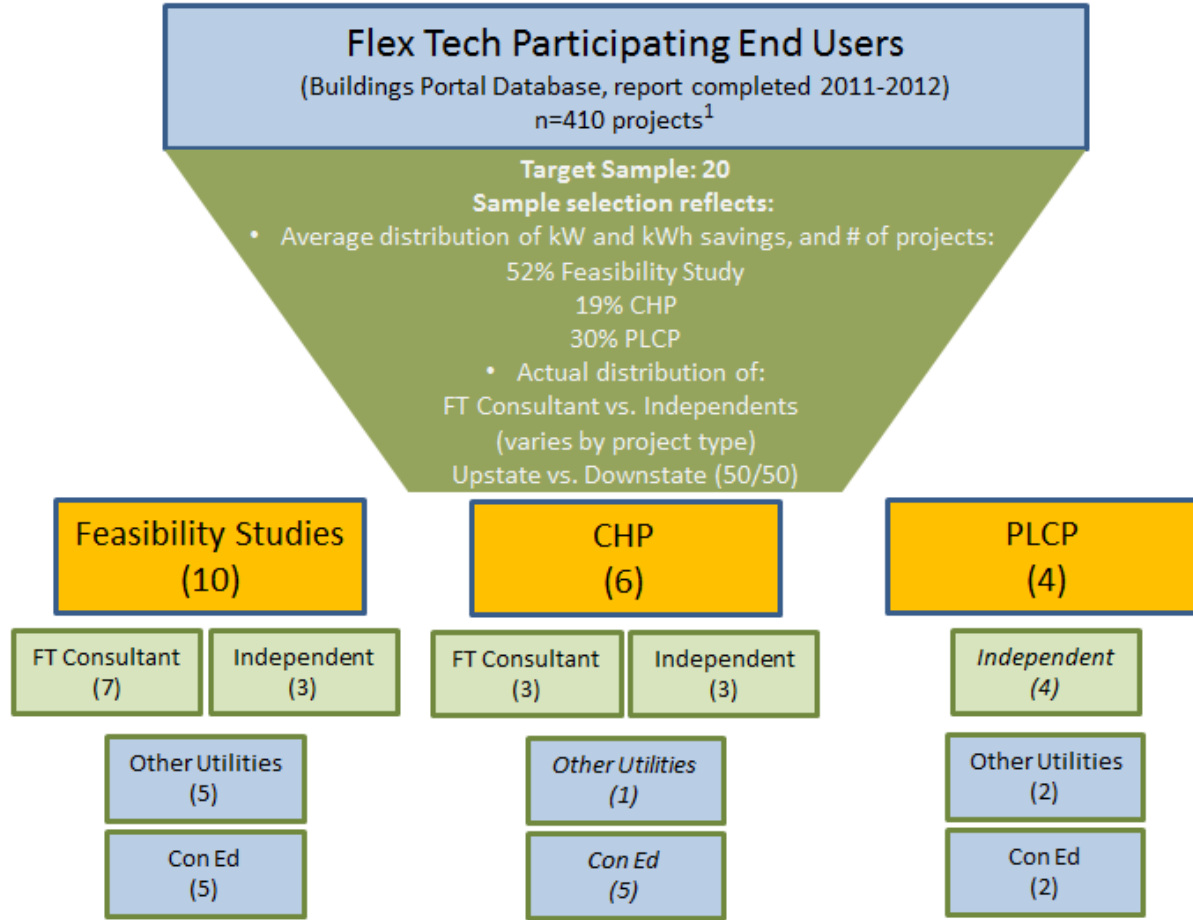 Flex Tech Participating End Users
(Buildings Portal Database, report completed 2011-2012)
n=410 projects1
Target Sample: 20
Sample selection reflects:
• Average distribution of kW and kWh savings, and # of projects:
52% Feasibility Study
19% CHP
30% PLCP
• Actual distribution of:
FT Consultant vs. Independents
(varies by project type)
Upstate vs. Downstate (50/50)
Feasibility Studies
(10)
CHP
(6)
PLCP
(4)
FT Consultant
(7)
Independent
(3)
FT Consultant
(3)
Independent
(3)
Independent
(4)
Other Utilities
(5)
Other Utilities
(1)
Other Utilities
(2)
Con Ed
(5)
Con Ed
(5)
Con Ed
(2)